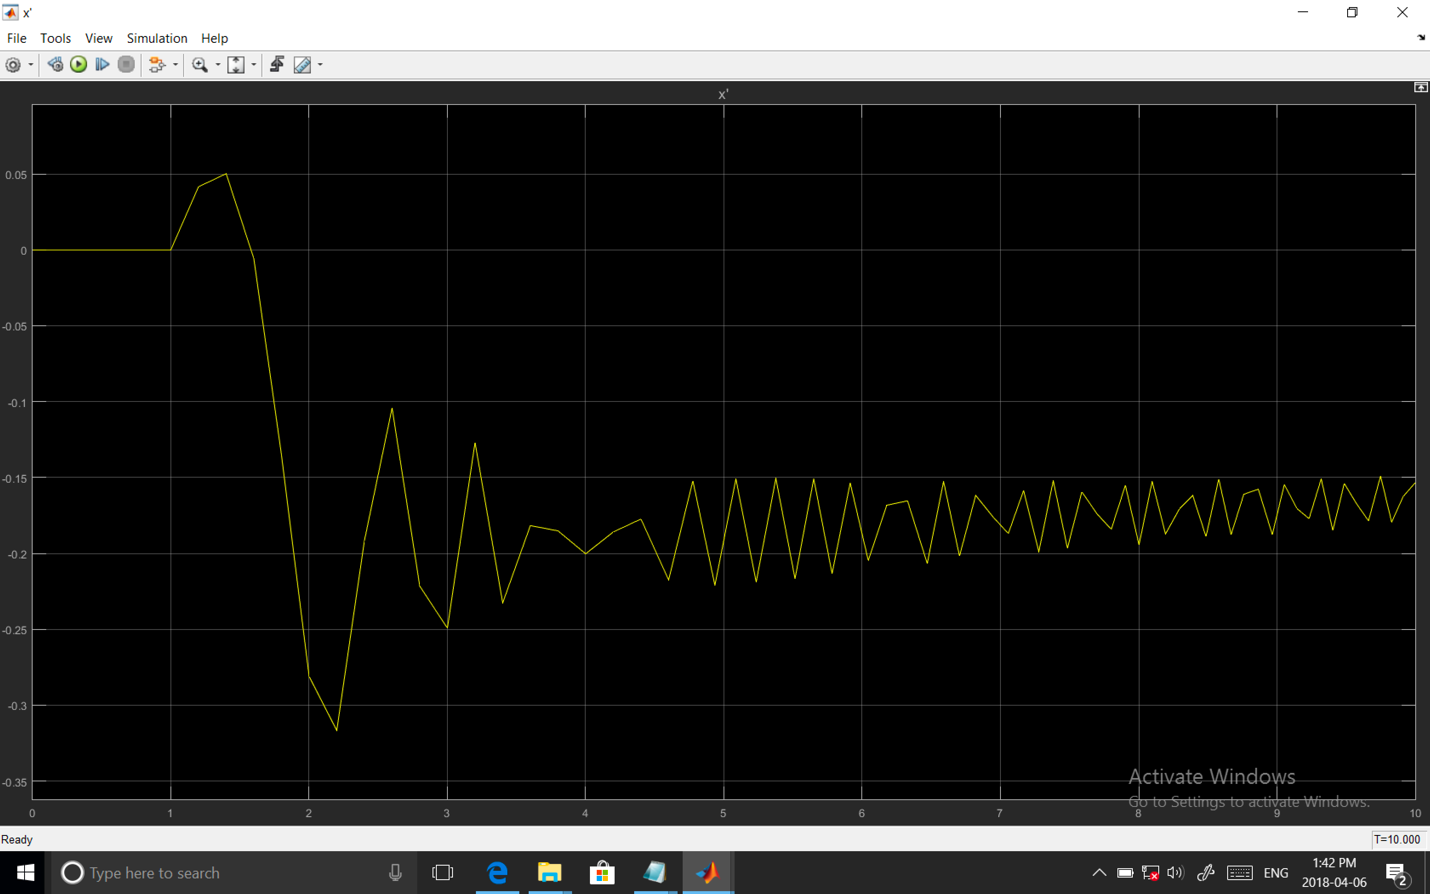 x'
File Tools View Simulation Help
x'
0.05
0
-0.05
-0.1
-0.15
-0.2
-0.25
-0.3
-0.35
0 1 2 3 4 5 6 7 8 9 10
Activate Windows
Go to Settings to activate Windows.
Ready T=10.000
Type here to search
ENG
1:42 PM
2018-04-06
2